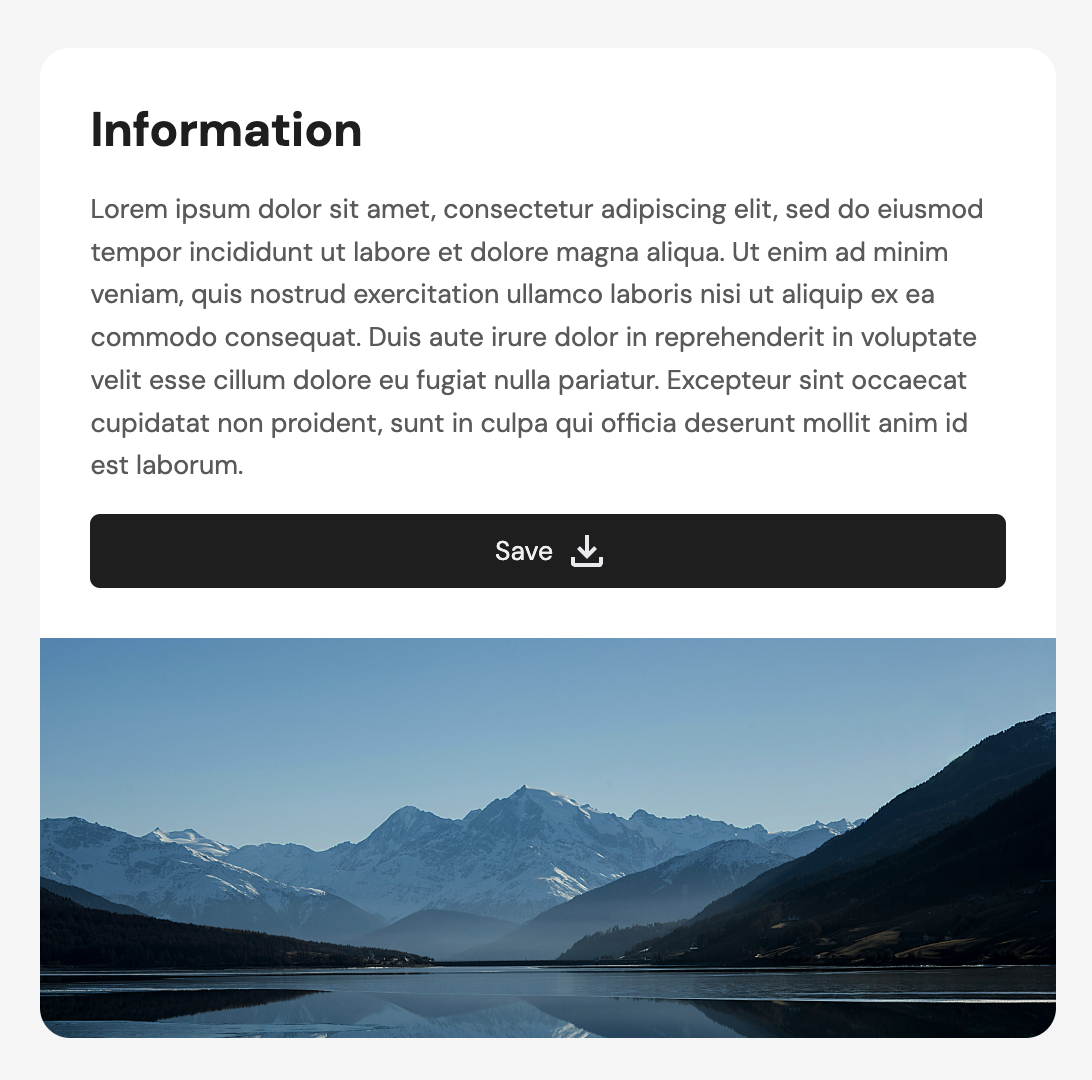 Information
Lorem ipsum dolor sit amet, consectetur adipiscing elit, sed do eiusmod
tempor incididunt ut labore et dolore magna aliqua. Ut enim ad minim
veniam, quis nostrud exercitation ullamco laboris nisi ut aliquip ex ea
commodo consequat. Duis aute irure dolor in reprehenderit in voluptate
velit esse cillum dolore eu fugiat nulla pariatur. Excepteur sint occaecat
cupidatat non proident, sunt in culpa qui officia deserunt mollit anim id
est laborum.
Save